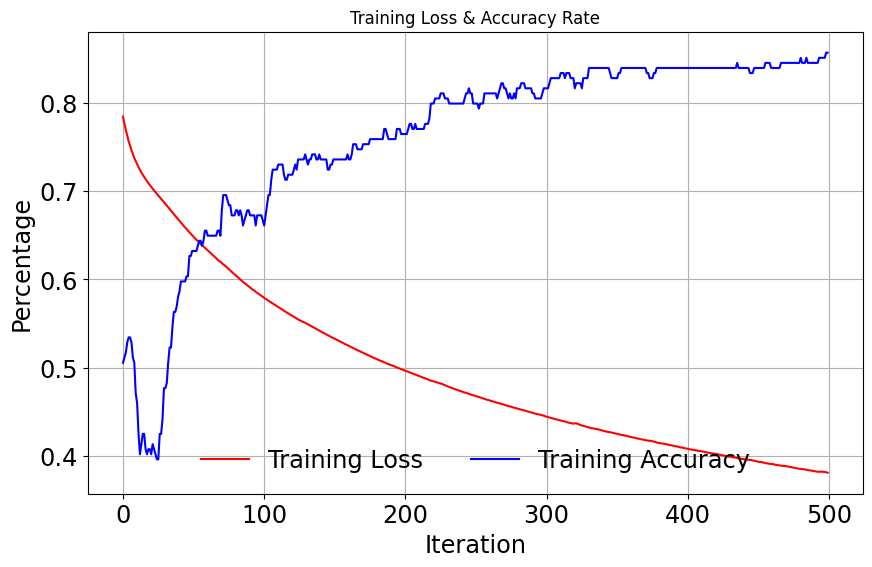 Training Loss & Accuracy Rate
Percentage
0.8
0.7
0.6
0.5
0.4
Training Loss
Training Accuracy
0 100 200 300 400 500
Iteration